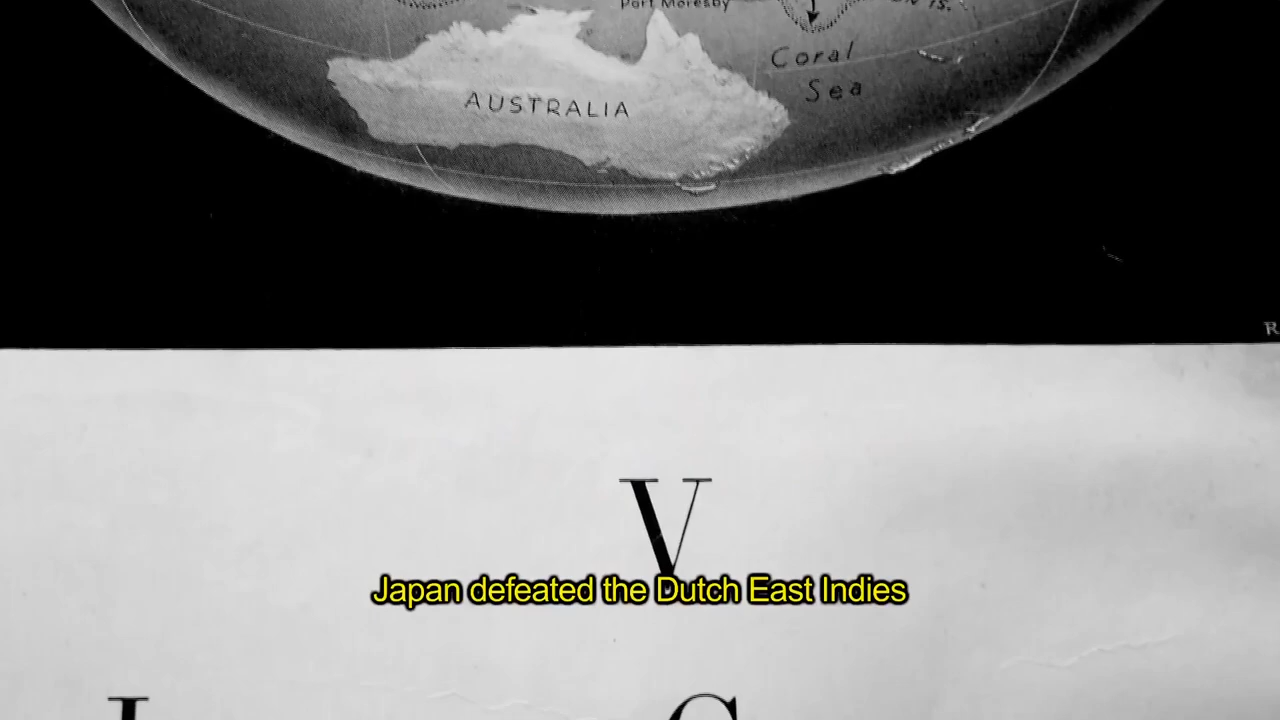 Port Moresby
Coral
Sea
AUSTRALIA
R
V
Japan defeated the Dutch East Indies